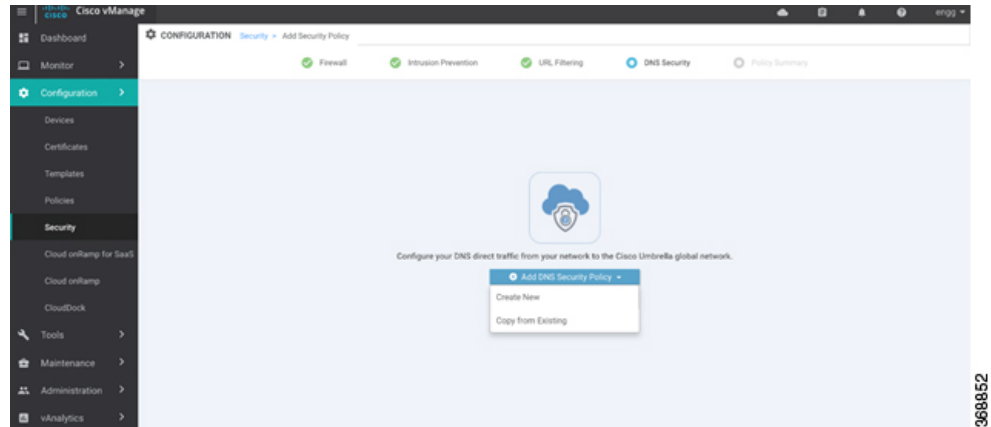 cisco Cisco vManage
engg
Dashboard
CONFIGURATION Security Add Security Policy
Monitor
Firewall Intrusion Prevention URL Filtering DNS Security Policy Summary
Configuration
Devices
Certificates
Templates
Policies
Security
Cloud onRamp for SaaS
Configure your DNS direct traffic from your network to the Cisco Umbrella global network.
Cloud onRamp
Add DNS Security Policy
Create New
CloudDock
Copy from Existing
Tools
Maintenance
Administration
vAnalytics
368852